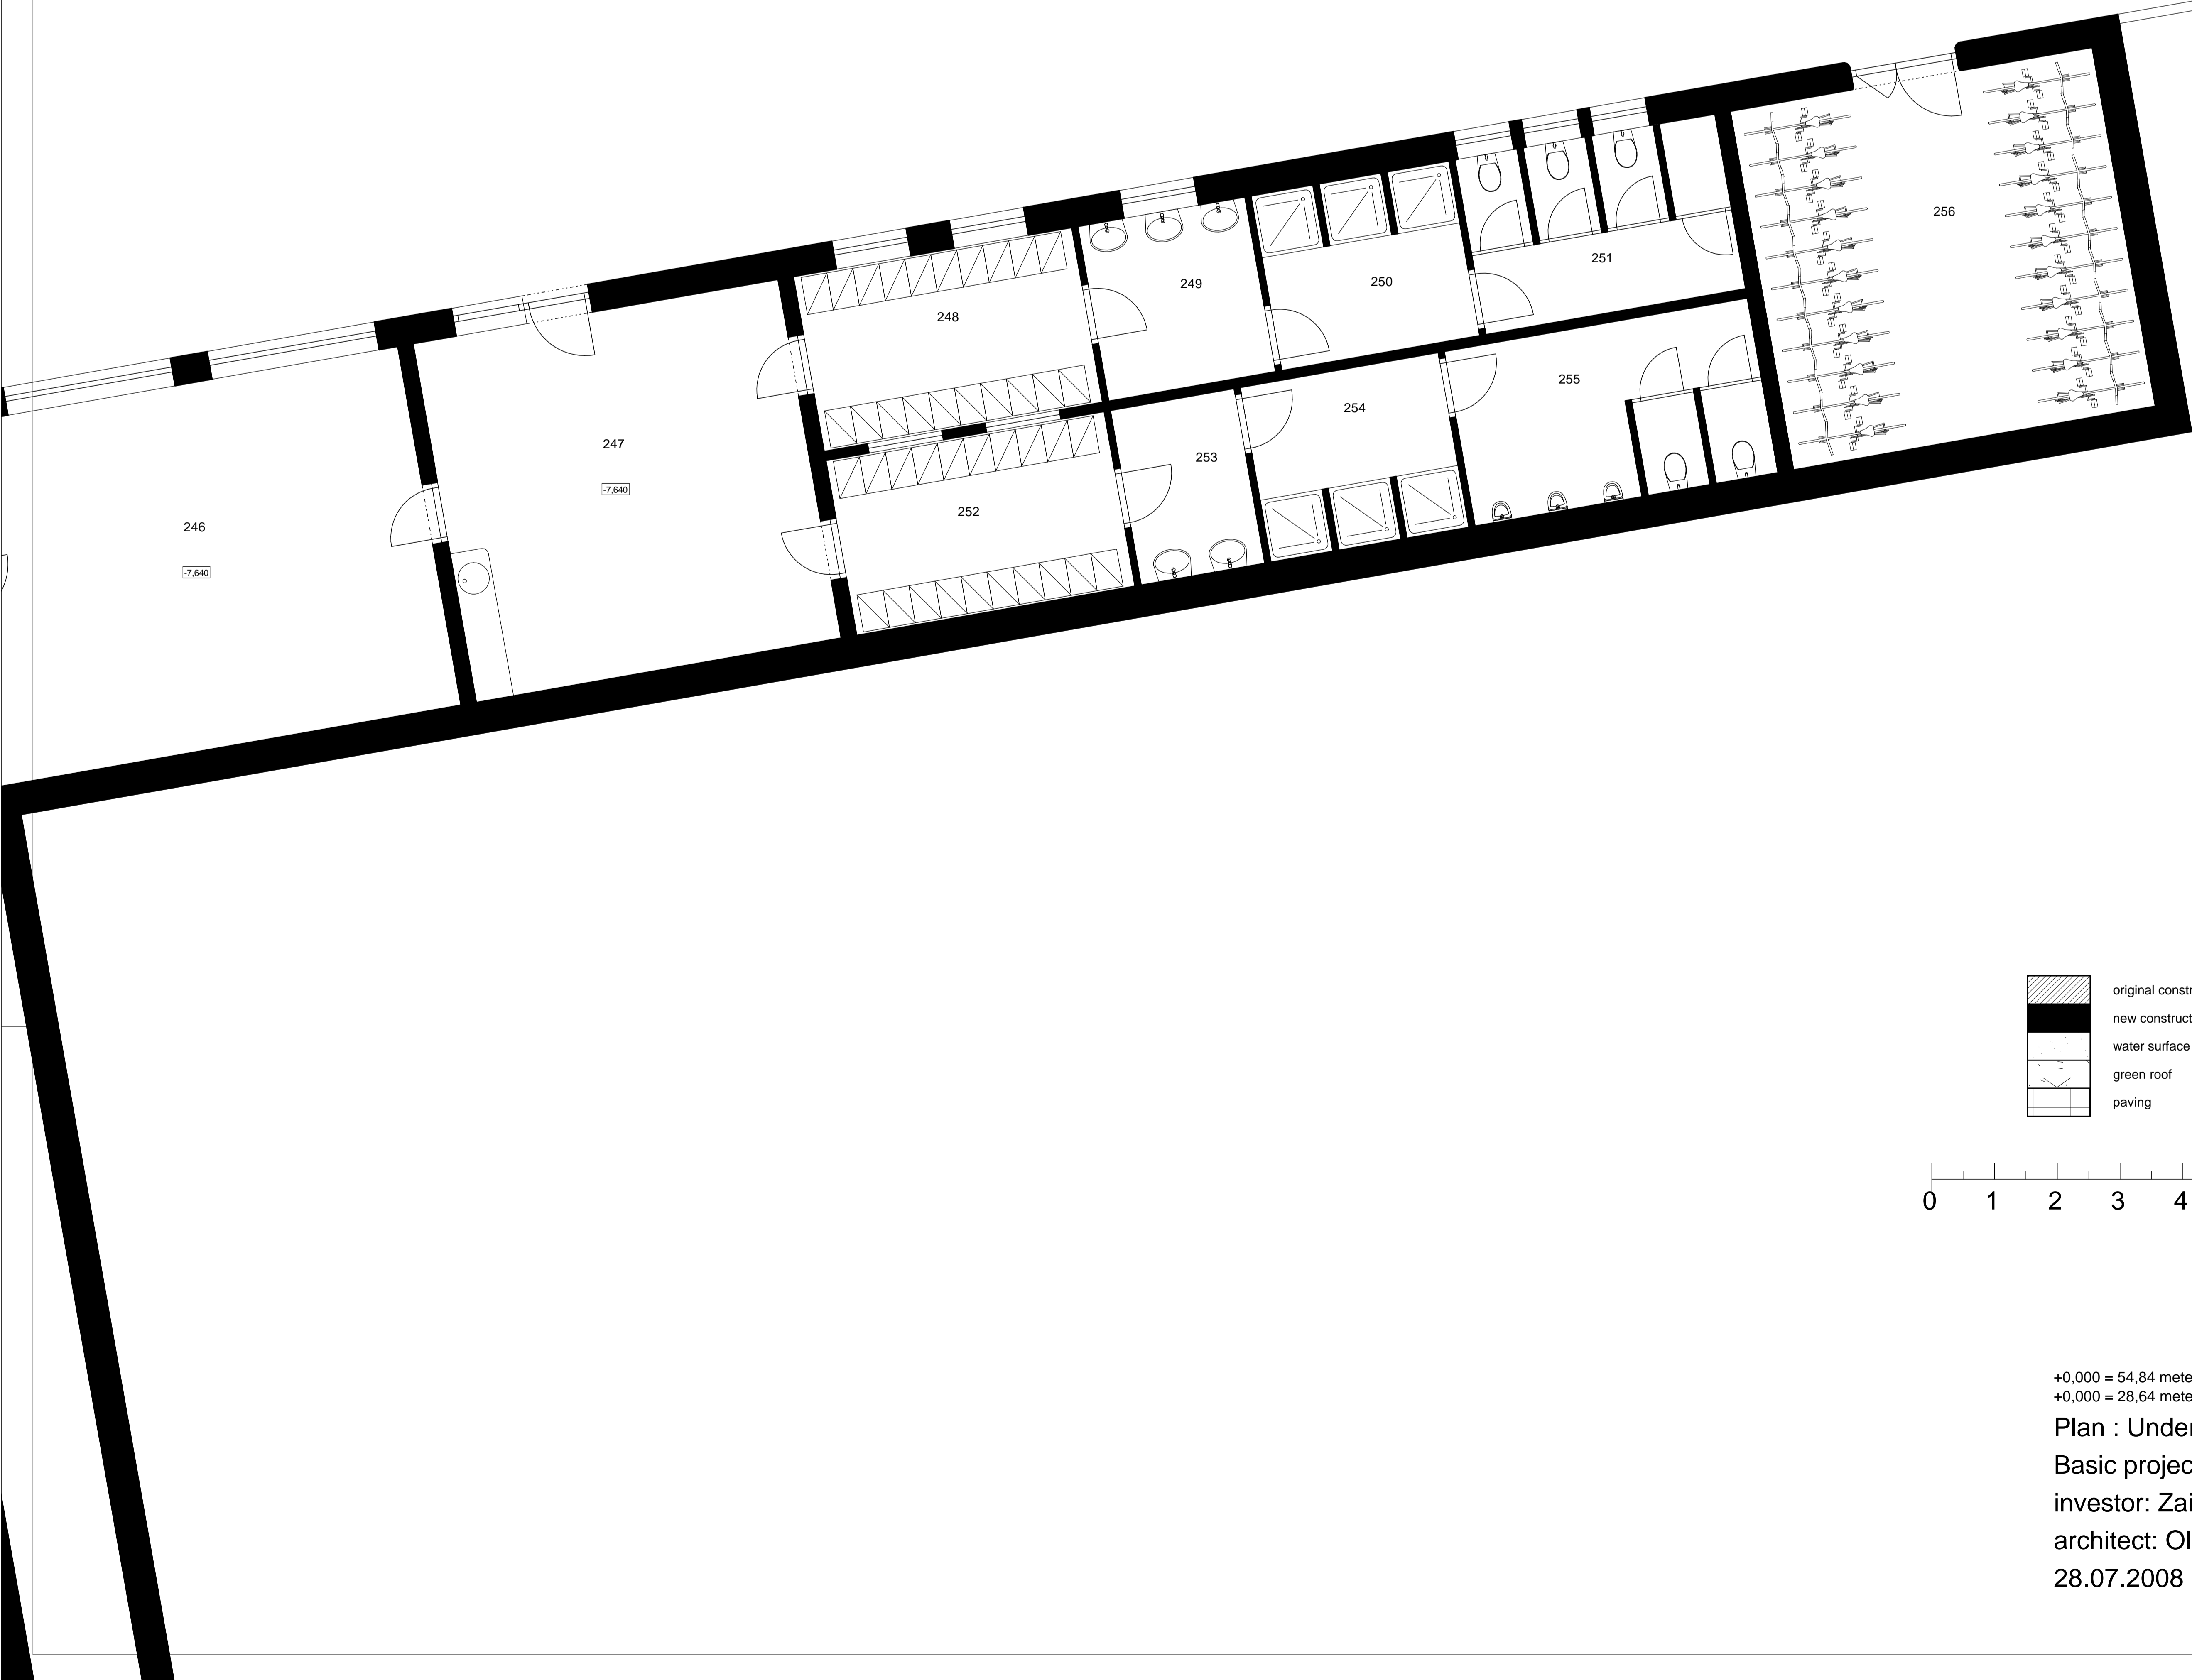 256
251
250
249
248
255
254
247
253
-7,640
252
246
-7,640
original constr
new construct
water surface
green roof
paving
0 1 2 3 4
+0,000 = 54,84 mete
+0,000 = 28,64 mete
Plan : Under
Basic projec
investor: Zai
architect: Ol
28.07.2008